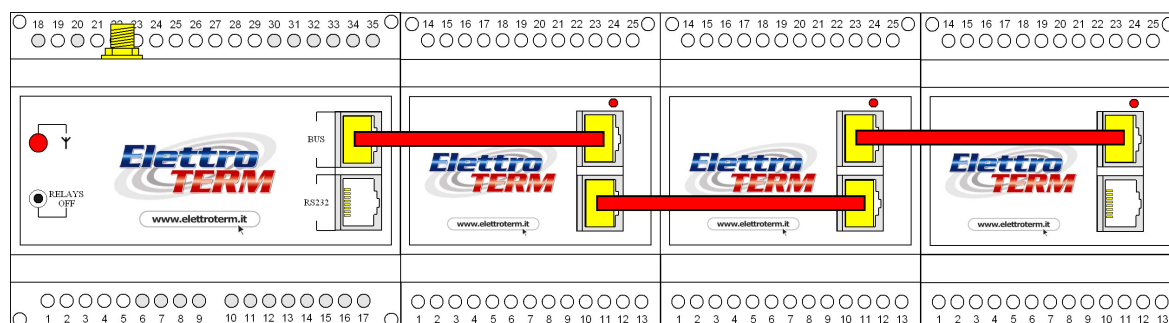 18 19 20 21 22 23 24 25 26 27 28 29 30 31 32 33 34 35
14 15 16 17 18 19 20 21 22 23 24 25
14 15 16 17 18 19 20 21 22 23 24 25
14 15 16 17 18 19 20 21 22 23 24 25
BUS
RELAYS
OFF
RS232
Elettro
TERM
www.elettroterm.it
Elettro
TERM
www.elettroterm.it
Elettro
TERM
www.elettroterm.it
Elettro
TERM
www.elettroterm.it
1 2 3 4 5 6 7 8 9 10 11 12 13 14 15 16 17
1 2 3 4 5 6 7 8 9 10 11 12 13
1 2 3 4 5 6 7 8 9 10 11 12 13
1 2 3 4 5 6 7 8 9 10 11 12 13